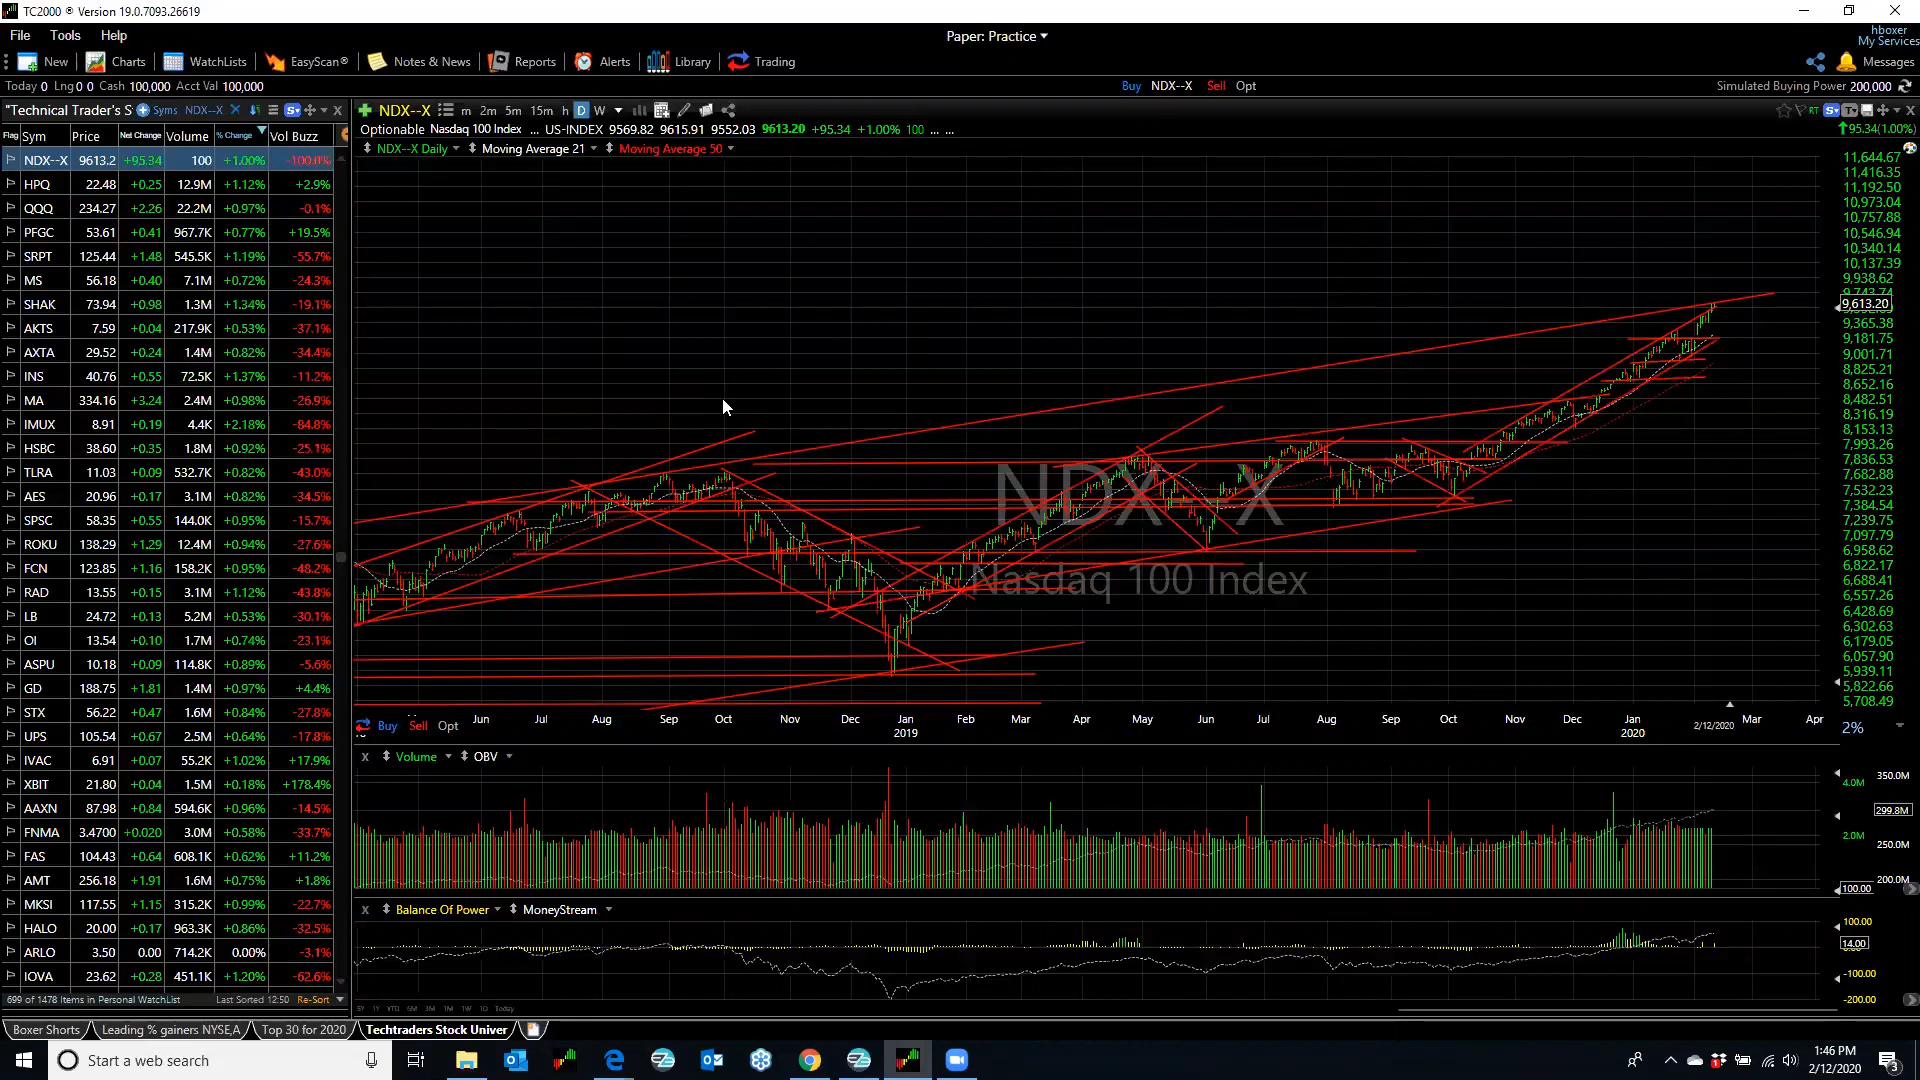 TC2000 ® Version 19.0.7093.26619
File Tools Help
Paper: Practice
hboxer
My Services
New Charts WatchLists EasyScan® Notes & News Reports Alerts Library Trading
Messages
Today 0 Lng 0 0 Cash 100,000 Acct Val 100,000
Buy NDX--X Sell Opt
Simulated Buying Power 200,000
"Technical Trader's S Syms NDX--X
NDX--X m 2m 5m 15m h D W
RT
Optionable Nasdaq 100 Index ... US-INDEX 9569.82 9615.91 9552.03 9613.20 +95.34 +1.00% 100 ... ...
95.34(1.00%)
NDX--X Daily Moving Average 21 Moving Average 50
Flag Sym Price Net Change Volume % Change Vol Buzz
NDX--X 9613.2 +95.34 100 +1.00% -100.0%
HPQ 22.48 +0.25 12.9M +1.12% +2.9%
QQQ 234.27 +2.26 22.2M +0.97% -0.1%
PFGC 53.61 +0.41 967.7K +0.77% +19.5%
SRPT 125.44 +1.48 545.5K +1.19% -55.7%
MS 56.18 +0.40 7.1M +0.72% -24.3%
SHAK 73.94 +0.98 1.3M +1.34% -19.1%
AKTS 7.59 +0.04 217.9K +0.53% -37.1%
AXTA 29.52 +0.24 1.4M +0.82% -34.4%
INS 40.76 +0.55 72.5K +1.37% -11.2%
MA 334.16 +3.24 2.4M +0.98% -26.9%
IMUX 8.91 +0.19 4.4K +2.18% -84.8%
HSBC 38.60 +0.35 1.8M +0.92% -25.1%
TLRA 11.03 +0.09 532.7K +0.82% -43.0%
AES 20.96 +0.17 3.1M +0.82% -34.5%
SPSC 58.35 +0.55 144.0K +0.95% -15.7%
ROKU 138.29 +1.29 12.4M +0.94% -27.6%
FCN 123.85 +1.16 158.2K +0.95% -48.2%
RAD 13.55 +0.15 3.1M +1.12% -43.8%
LB 24.72 +0.13 5.2M +0.53% -30.1%
OI 13.54 +0.10 1.7M +0.74% -23.1%
ASPU 10.18 +0.09 114.8K +0.89% -5.6%
GD 188.75 +1.81 1.4M +0.97% +4.4%
STX 56.22 +0.47 1.6M +0.84% -27.8%
UPS 105.54 +0.67 2.5M +0.64% -17.8%
IVAC 6.91 +0.07 55.2K +1.02% +17.9%
XBIT 21.80 +0.04 1.5M +0.18% +178.4%
AAXN 87.98 +0.84 594.6K +0.96% -14.5%
FNMA 3.4700 +0.020 3.0M +0.58% -33.7%
FAS 104.43 +0.64 608.1K +0.62% +11.2%
AMT 256.18 +1.91 1.6M +0.75% +1.8%
MKSI 117.55 +1.15 315.2K +0.99% -22.7%
HALO 20.00 +0.17 963.3K +0.86% -32.5%
ARLO 3.50 0.00 714.2K 0.00% -3.1%
IOVA 23.62 +0.28 451.1K +1.20% -62.6%
699 of 1478 Items in Personal WatchList Last Sorted 12:50 Re-Sort
11,644.67
11,416.35
11,192.50
10,973.04
10,757.88
10,546.94
10,340.14
10,137.39
9,938.62
9,743.74
9,613.20
9,365.38
9,181.75
9,001.71
8,825.21
8,652.16
8,482.51
8,316.19
8,153.13
7,993.26
7,836.53
7,682.88
7,532.23
7,384.54
7,239.75
7,097.79
6,958.62
6,822.17
6,688.41
6,557.26
6,428.69
6,302.63
6,179.05
6,057.90
5,939.11
5,822.66
5,708.49
NDX--X
Nasdaq 100 Index
Jun Jul Aug Sep Oct Nov Dec Jan Feb Mar Apr May Jun Jul Aug Sep Oct Nov Dec Jan Mar Apr
Buy Sell Opt
2019 2020 2/12/2020
2%
X Volume OBV
4.0M 350.0M
299.8M
2.0M 250.0M
200.0M
100.00
X Balance Of Power MoneyStream
100.00
14.00
-100.00
-200.00
5Y 1Y YTD 6M 3M 1M 1W 1D Today
Boxer Shorts Leading % gainers NYSE,A Top 30 for 2020 Techtraders Stock Univer
Start a web search
1:46 PM
2/12/2020
3